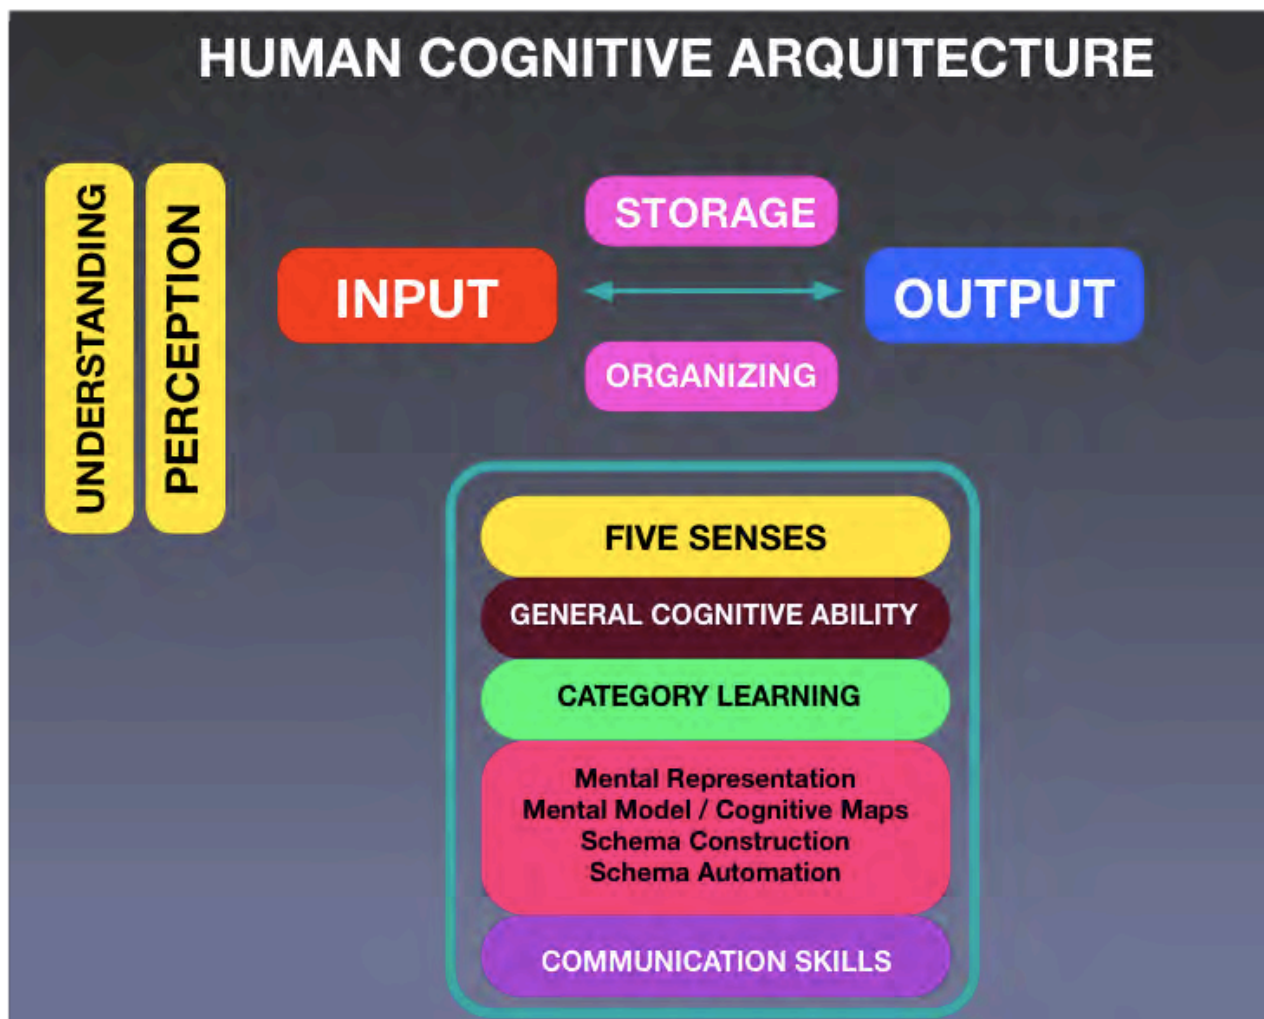 HUMAN COGNITIVE ARQUITECTURE
UNDERSTANDING
PERCEPTION
INPUT
STORAGE
ORGANIZING
OUTPUT
FIVE SENSES
GENERAL COGNITIVE ABILITY
CATEGORY LEARNING
Mental Representation
Mental Model / Cognitive Maps
Schema Construction
Schema Automation
COMMUNICATION SKILLS